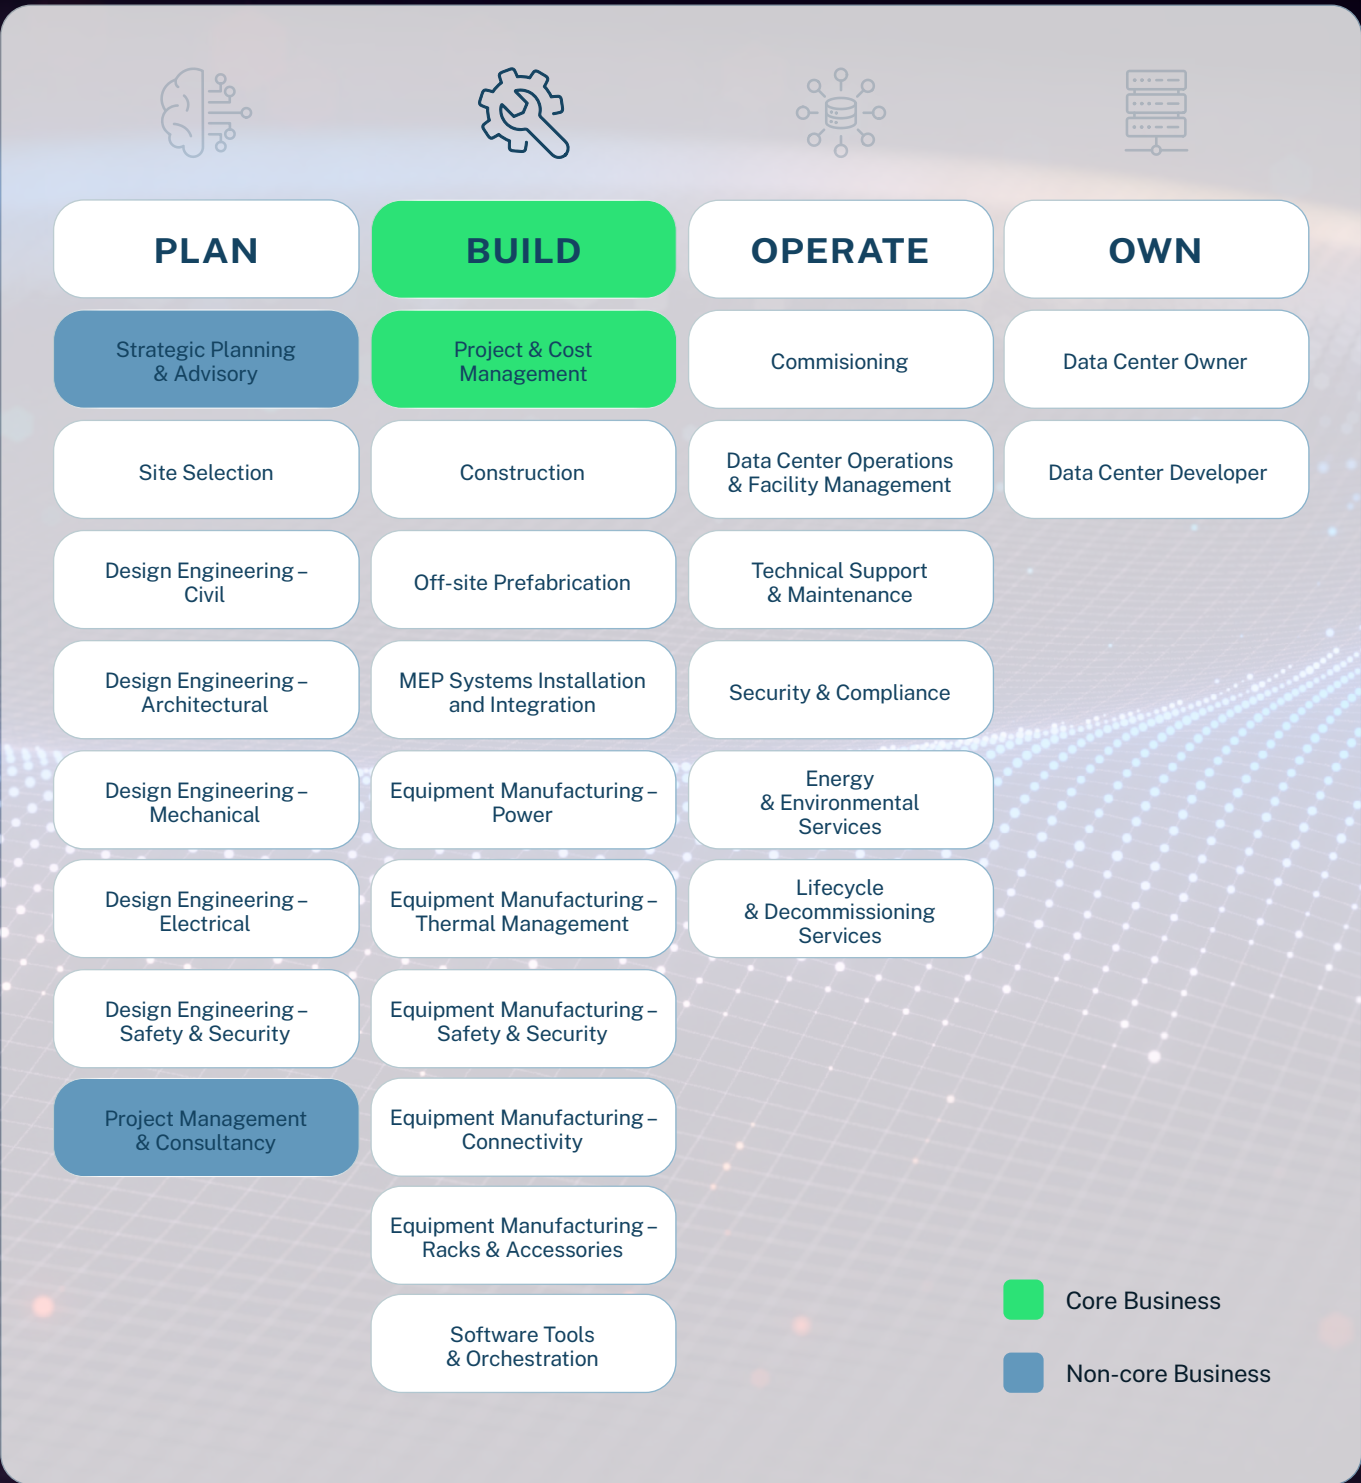 PLAN
Strategic Planning
& Advisory
Site Selection
Design Engineering –
Civil
Design Engineering –
Architectural
Design Engineering –
Mechanical
Design Engineering –
Electrical
Design Engineering –
Safety & Security
Project Management
& Consultancy
BUILD
Project & Cost
Management
Construction
Off-site Prefabrication
MEP Systems Installation
and Integration
Equipment Manufacturing –
Power
Equipment Manufacturing –
Thermal Management
Equipment Manufacturing –
Safety & Security
Equipment Manufacturing –
Connectivity
Equipment Manufacturing –
Racks & Accessories
Software Tools
& Orchestration
OPERATE
Commisioning
Data Center Operations
& Facility Management
Technical Support
& Maintenance
Security & Compliance
Energy
& Environmental
Services
Lifecycle
& Decommissioning
Services
OWN
Data Center Owner
Data Center Developer
Core Business
Non-core Business